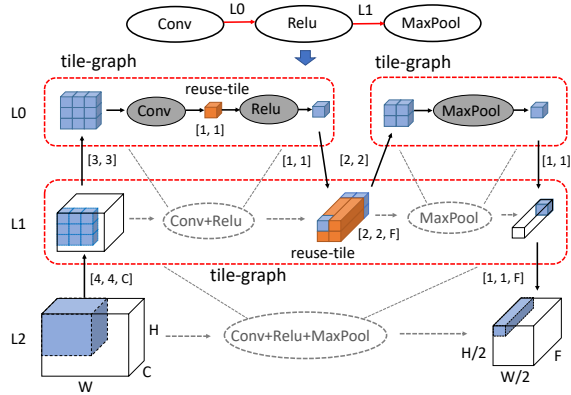 L0
L1
Conv
Relu
MaxPool
tile-graph
tile-graph
reuse-tile
L0
Conv
Relu
MaxPool
[1, 1]
[3, 3]
[1, 1]
[2, 2]
[1, 1]
L1
Conv+Relu
MaxPool
[2, 2, F]
reuse-tile
tile-graph
[4, 4, C]
[1, 1, F]
L2
H
Conv+Relu+MaxPool
H/2
F
C
W/2
W